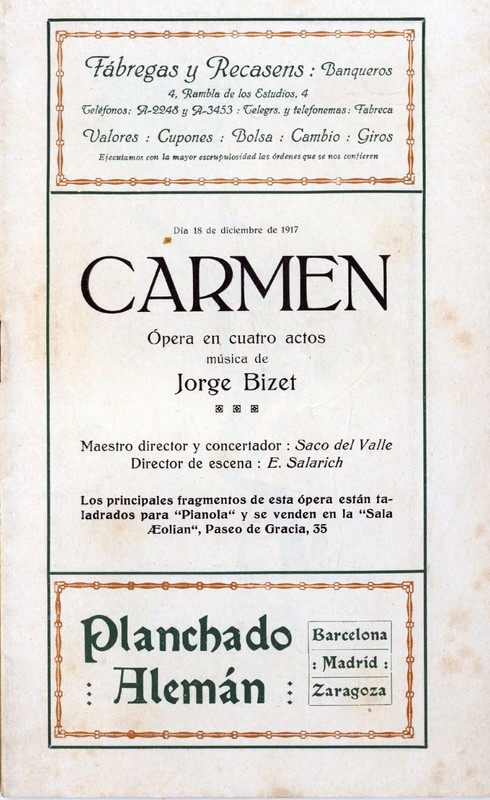 Fábregas y Recasens : Banqueros
4, Rambla de los Estudios, 4
Teléfonos: A-2248 y A-3453 : Telegrs. y telefonemas: Fabreca
Valores : Cupones : Bolsa : Cambio : Giros
Ejecutamos con la mayor escrupulosidad las órdenes que se nos confieren
Día 18 de diciembre de 1917
CARMEN
Ópera en cuatro actos
música de
Jorge Bizet
Maestro director y concertador : Saco del Valle
Director de escena : E. Salarich
Los principales fragmentos de esta ópera están ta-
ladrados para “Pianola“ y se venden en la “Sala
Æolian“, Paseo de Gracia, 35
Planchado
: Alemán :
Barcelona
: Madrid :
Zaragoza